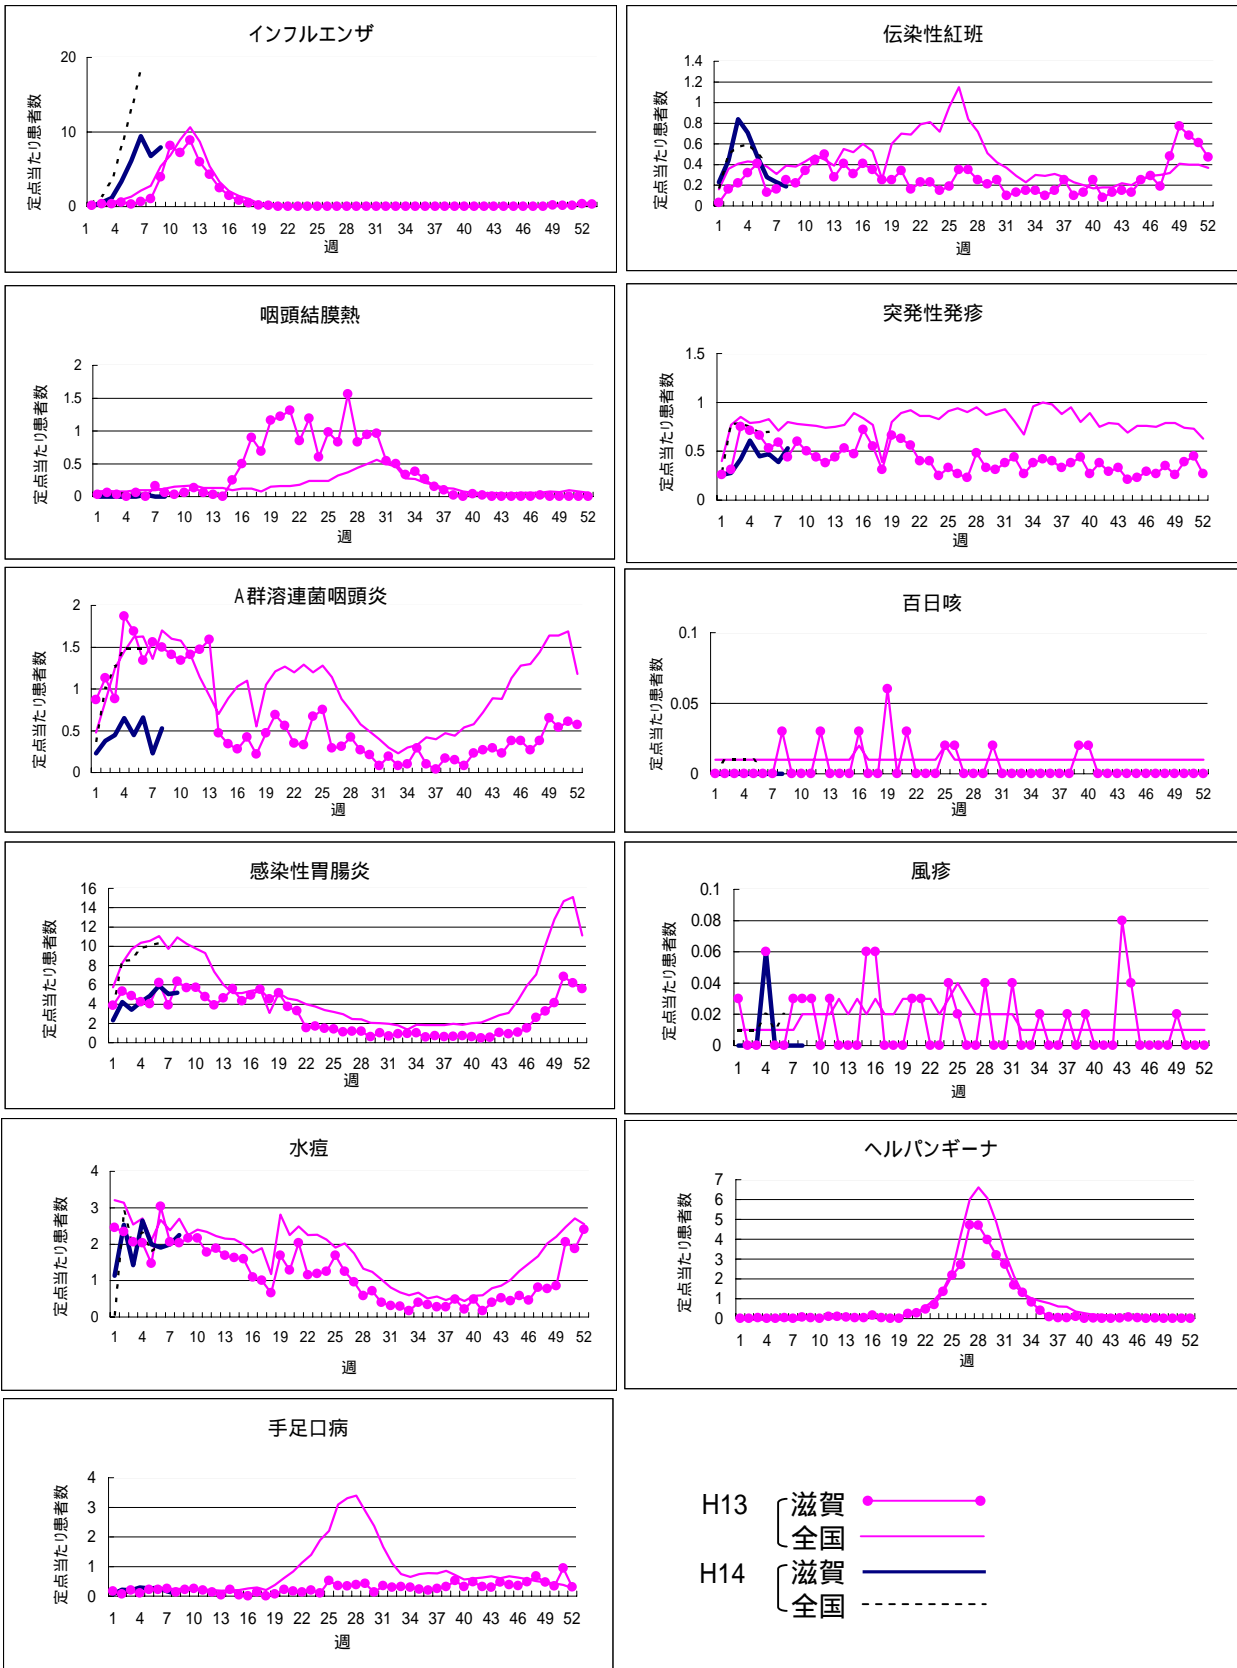 インフルエンザ
定点当たり患者数
20
10
0
1 4 7 10 13 16 19 22 25 28 31 34 37 40 43 46 49 52
週
伝染性紅班
定点当たり患者数
1.4
1.2
1
0.8
0.6
0.4
0.2
0
1 4 7 10 13 16 19 22 25 28 31 34 37 40 43 46 49 52
週
咽頭結膜熱
定点当たり患者数
2
1.5
1
0.5
0
1 4 7 10 13 16 19 22 25 28 31 34 37 40 43 46 49 52
週
突発性発疹
定点当たり患者数
1.5
1
0.5
0
1 4 7 10 13 16 19 22 25 28 31 34 37 40 43 46 49 52
週
A群溶連菌咽頭炎
定点当たり患者数
2
1.5
1
0.5
0
1 4 7 10 13 16 19 22 25 28 31 34 37 40 43 46 49 52
週
百日咳
定点当たり患者数
0.1
0.05
0
1 4 7 10 13 16 19 22 25 28 31 34 37 40 43 46 49 52
週
感染性胃腸炎
定点当たり患者数
16
14
12
10
8
6
4
2
0
1 4 7 10 13 16 19 22 25 28 31 34 37 40 43 46 49 52
週
風疹
定点当たり患者数
0.1
0.08
0.06
0.04
0.02
0
1 4 7 10 13 16 19 22 25 28 31 34 37 40 43 46 49 52
週
水痘
定点当たり患者数
4
3
2
1
0
1 4 7 10 13 16 19 22 25 28 31 34 37 40 43 46 49 52
週
ヘルパンギーナ
定点当たり患者数
7
6
5
4
3
2
1
0
1 4 7 10 13 16 19 22 25 28 31 34 37 40 43 46 49 52
週
手足口病
定点当たり患者数
4
3
2
1
0
1 4 7 10 13 16 19 22 25 28 31 34 37 40 43 46 49 52
週
H13 滋賀
全国
H14 滋賀
全国